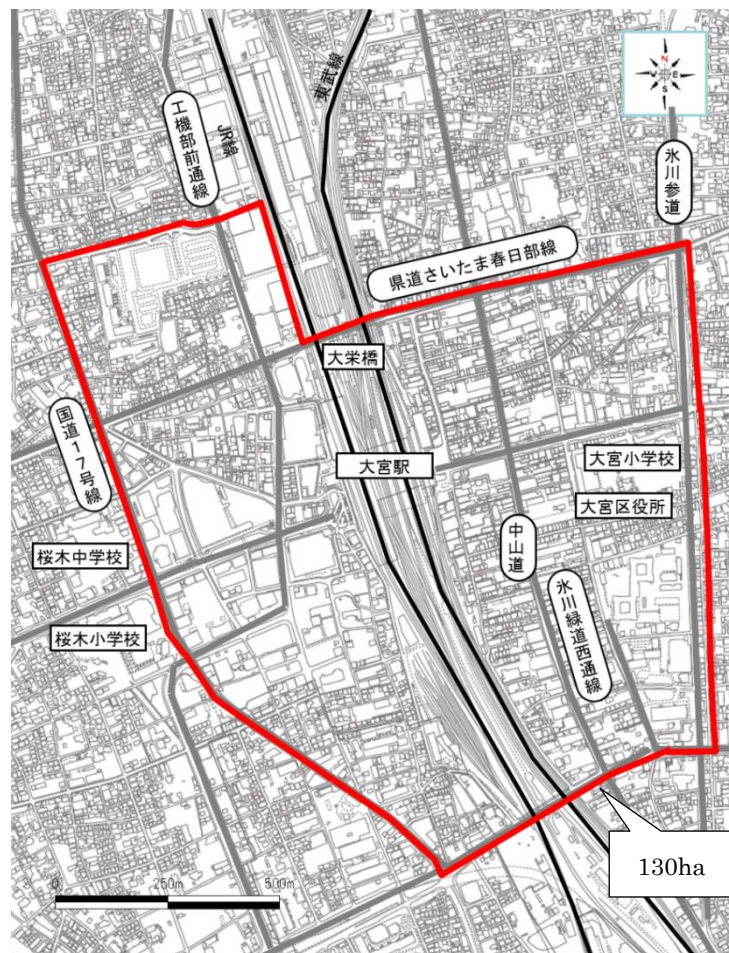 東武線
N
W
E
S
工機部前通線
JR線
氷川参道
県道さいたま春日部線
大栄橋
国道17号線
大宮駅
大宮小学校
大宮区役所
中山道
桜木中学校
氷川緑道西通線
桜木小学校
130ha
0 250m 500m